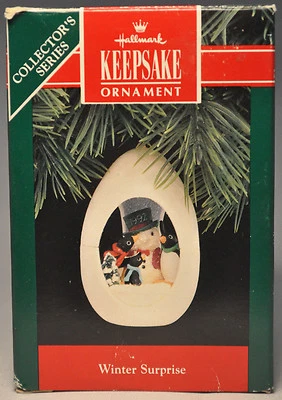 COLLECTOR'S
SERIES
Hallmark
KEEPSAKE
ORNAMENT
Winter Surprise